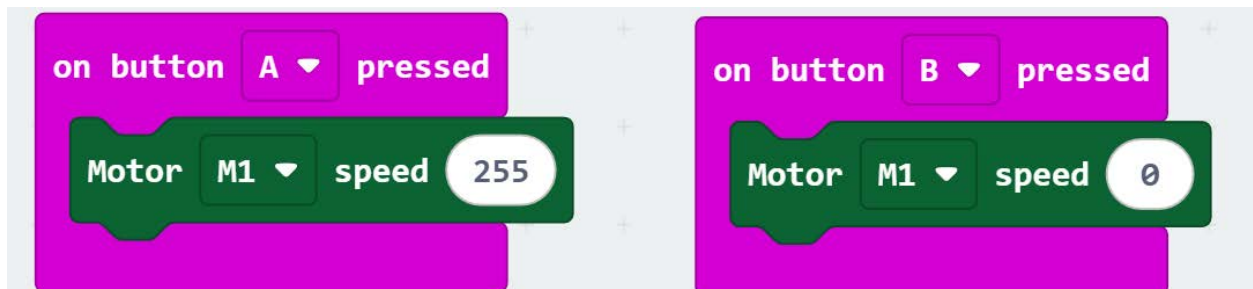 on button A pressed
Motor M1 speed 255
on button B pressed
Motor M1 speed 0